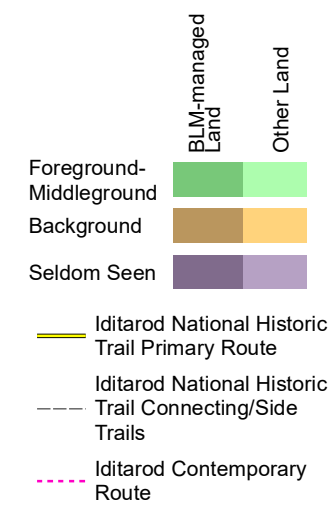 BLM-managed
Land
Other Land
Foreground-
Middleground
Background
Seldom Seen
Iditarod National Historic
Trail Primary Route
Iditarod National Historic
Trail Connecting/Side
Trails
Iditarod Contemporary
Route